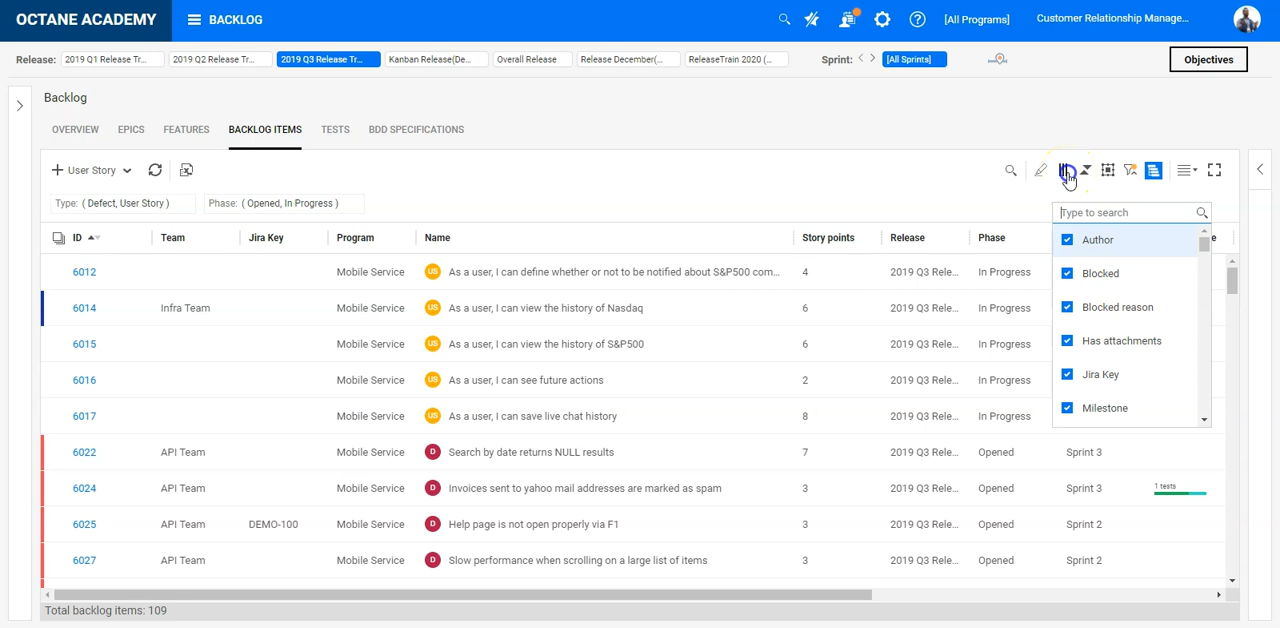 OCTANE ACADEMY BACKLOG [All Programs] Customer Relationship Manage...
Release: 2019 Q1 Release Tr... 2019 Q2 Release Tr... 2019 Q3 Release Tr... Kanban Release(De... Overall Release Release December(... ReleaseTrain 2020 (... Sprint: [All Sprints] Objectives
Backlog
OVERVIEW EPICS FEATURES BACKLOG ITEMS TESTS BDD SPECIFICATIONS
User Story
Type: ( Defect, User Story ) Phase: ( Opened, In Progress )
Type to search
Author
Blocked
Blocked reason
Has attachments
Jira Key
Milestone
ID Team Jira Key Program Name Story points Release Phase e
6012 Mobile Service US As a user, I can define whether or not to be notified about S&P500 com... 4 2019 Q3 Rele... In Progress
6014 Infra Team Mobile Service US As a user, I can view the history of Nasdaq 6 2019 Q3 Rele... In Progress
6015 Mobile Service US As a user, I can view the history of S&P500 6 2019 Q3 Rele... In Progress
6016 Mobile Service US As a user, I can see future actions 2 2019 Q3 Rele... In Progress
6017 Mobile Service US As a user, I can save live chat history 8 2019 Q3 Rele... In Progress
6022 API Team Mobile Service D Search by date returns NULL results 7 2019 Q3 Rele... Opened Sprint 3
6024 API Team Mobile Service D Invoices sent to yahoo mail addresses are marked as spam 3 2019 Q3 Rele... Opened Sprint 3 1 tests
6025 API Team DEMO-100 Mobile Service D Help page is not open properly via F1 3 2019 Q3 Rele... Opened Sprint 2
6027 API Team Mobile Service D Slow performance when scrolling on a large list of items 3 2019 Q3 Rele... Opened Sprint 2
Total backlog items: 109